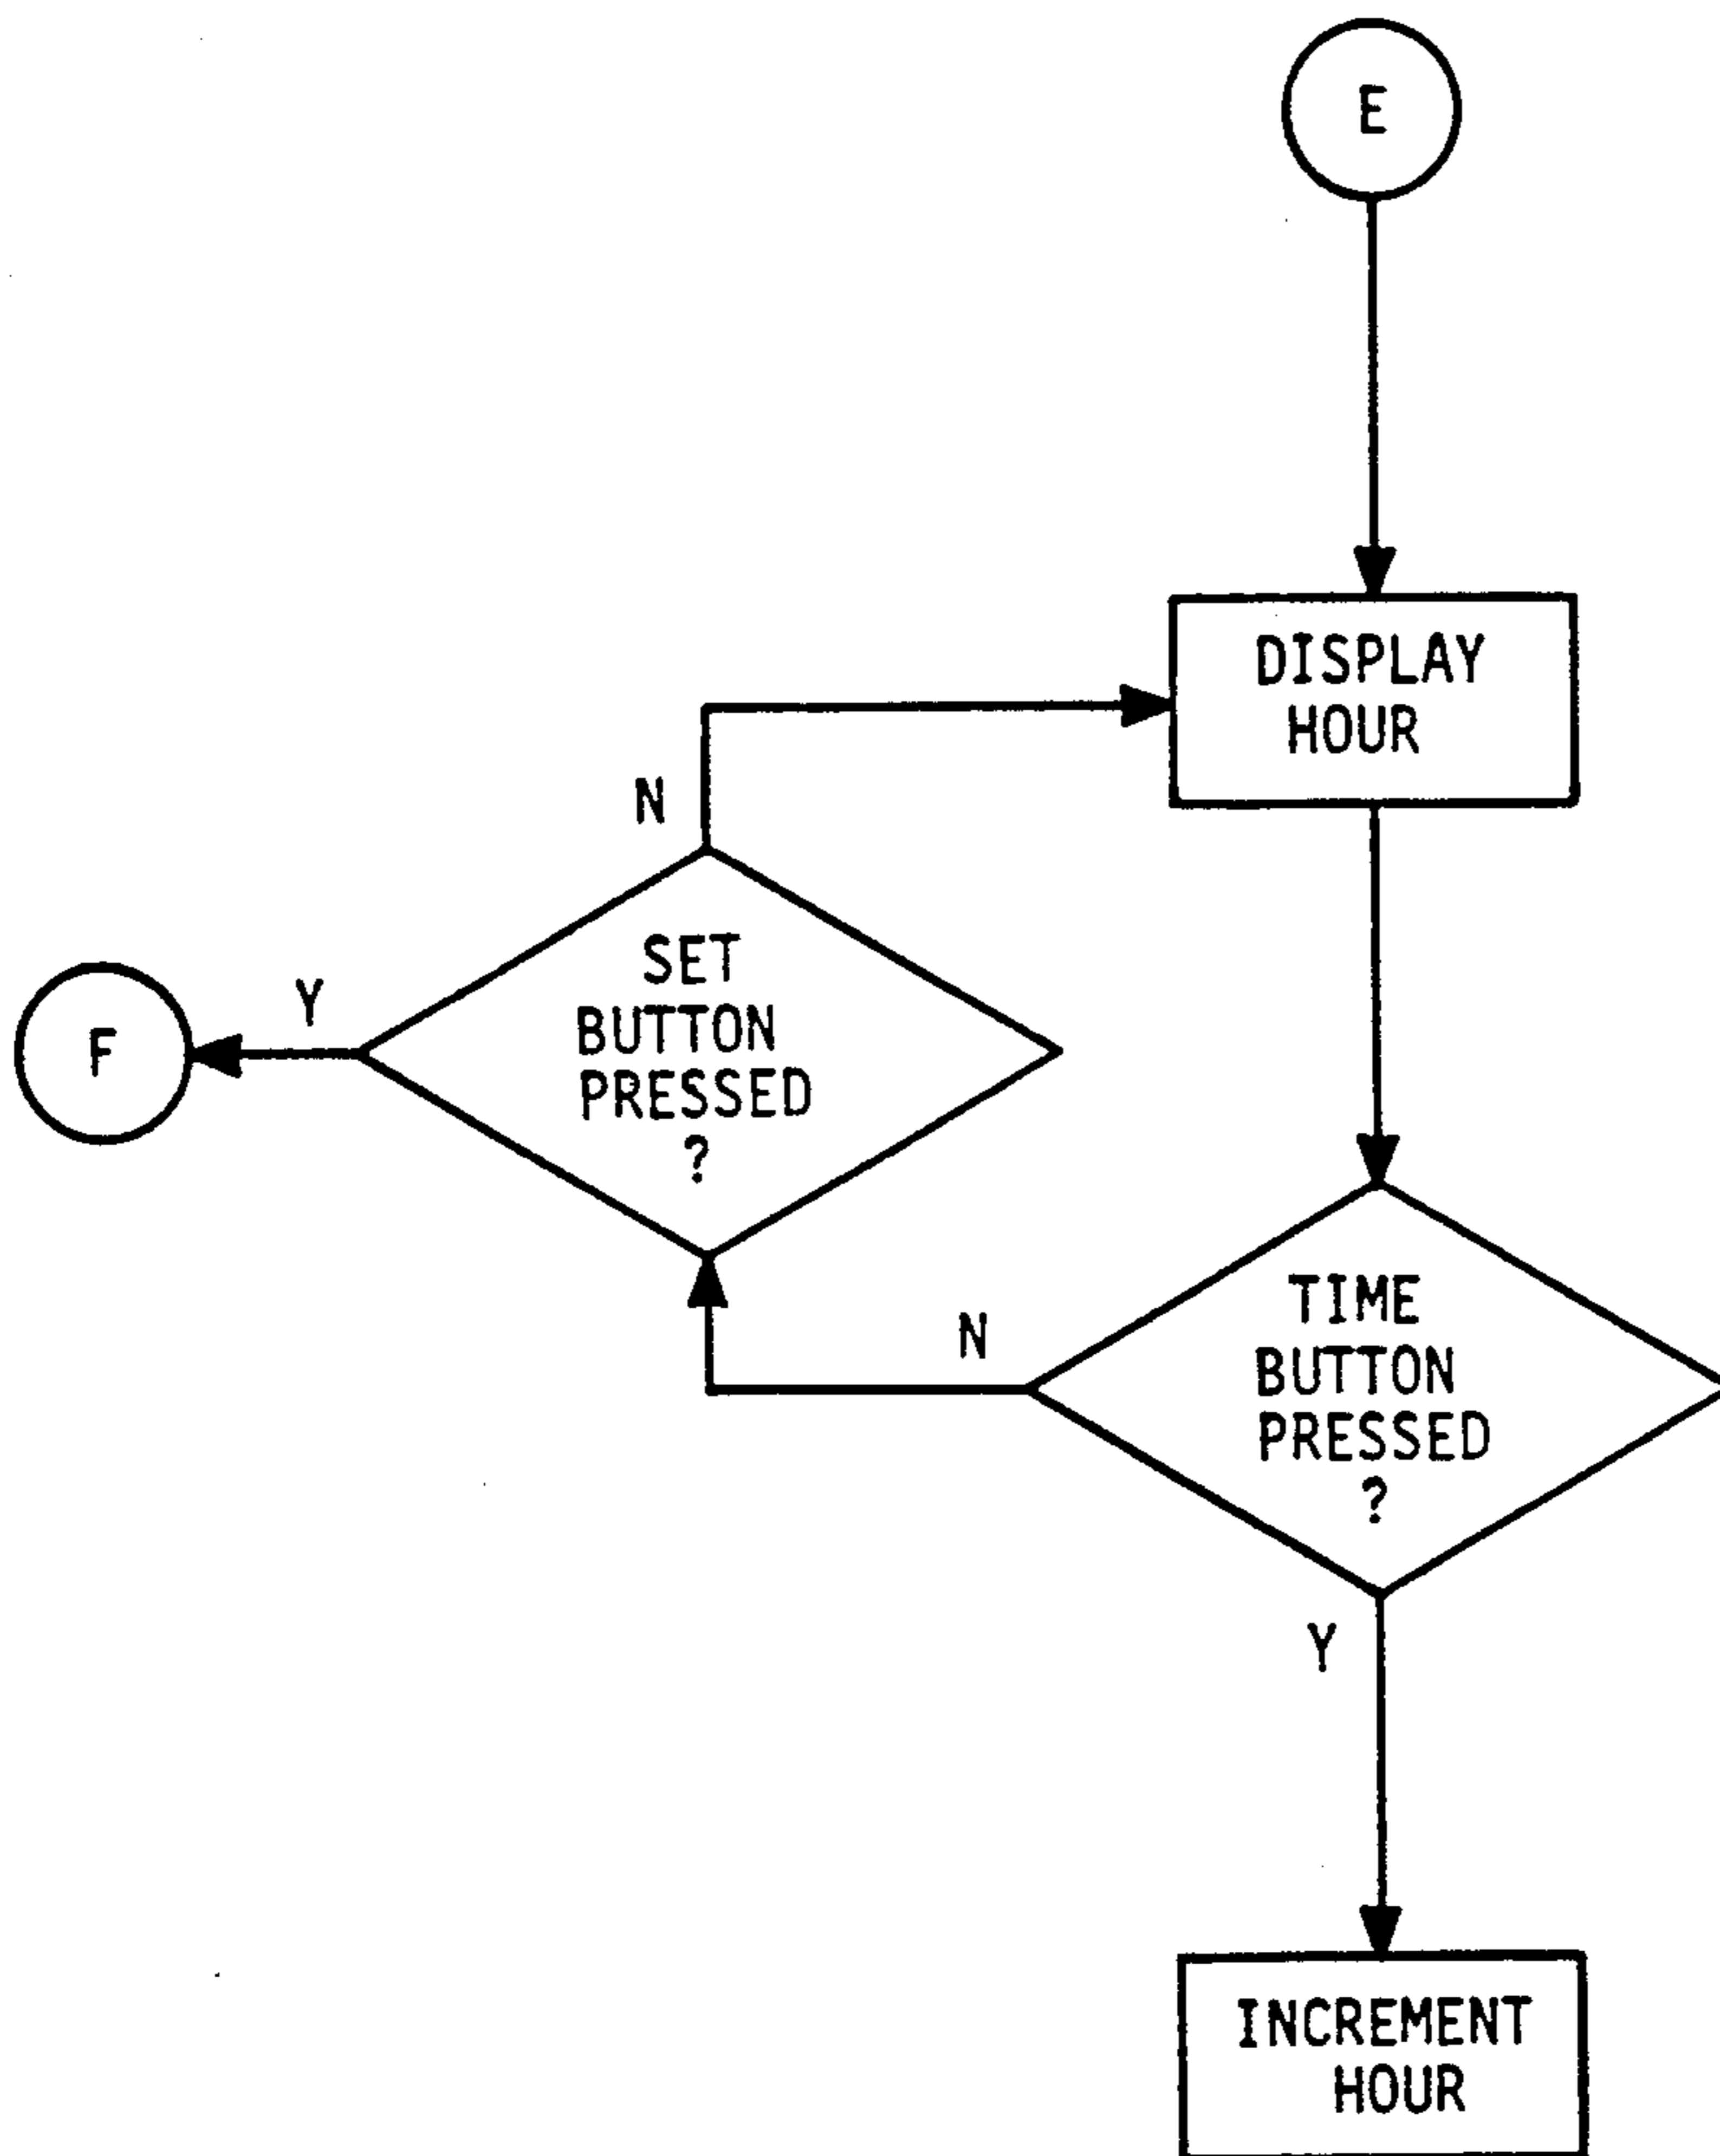 E
DISPLAY
HOUR
N
SET
BUTTON
PRESSED
?
Y
F
TIME
BUTTON
PRESSED
?
N
Y
INCREMENT
HOUR